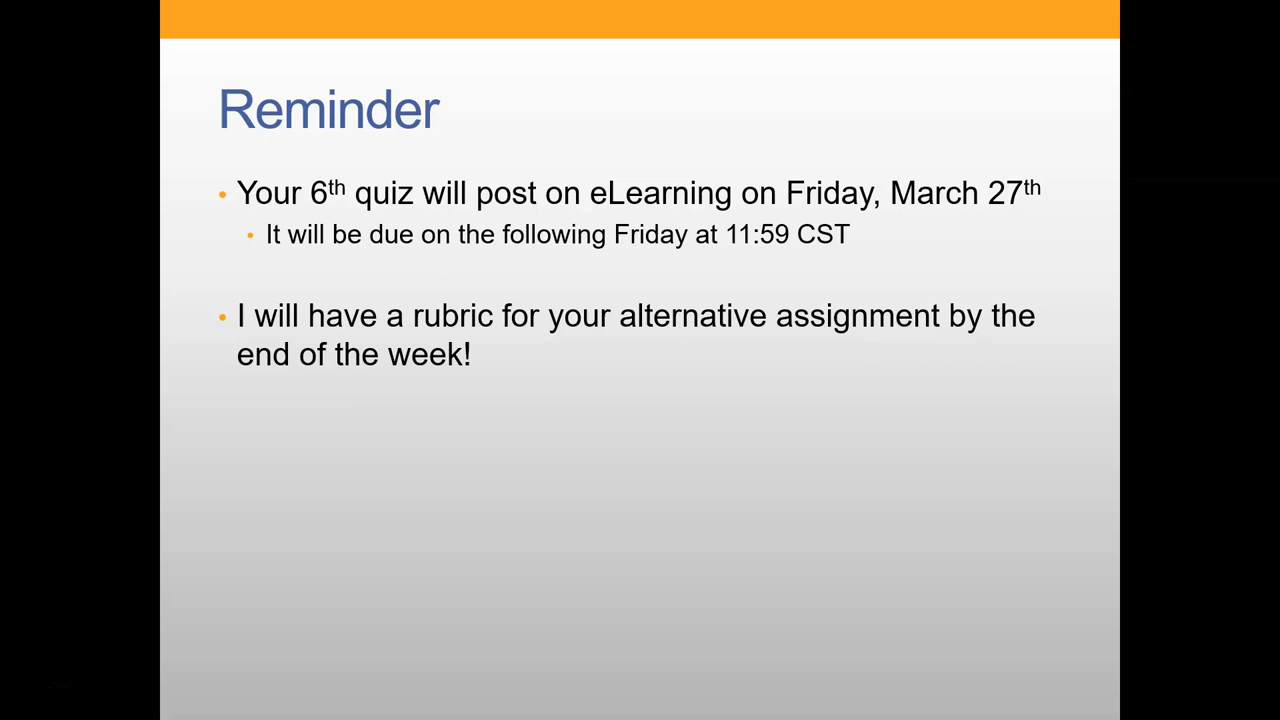 Reminder
• Your 6th quiz will post on eLearning on Friday, March 27th
• It will be due on the following Friday at 11:59 CST
• I will have a rubric for your alternative assignment by the
end of the week!